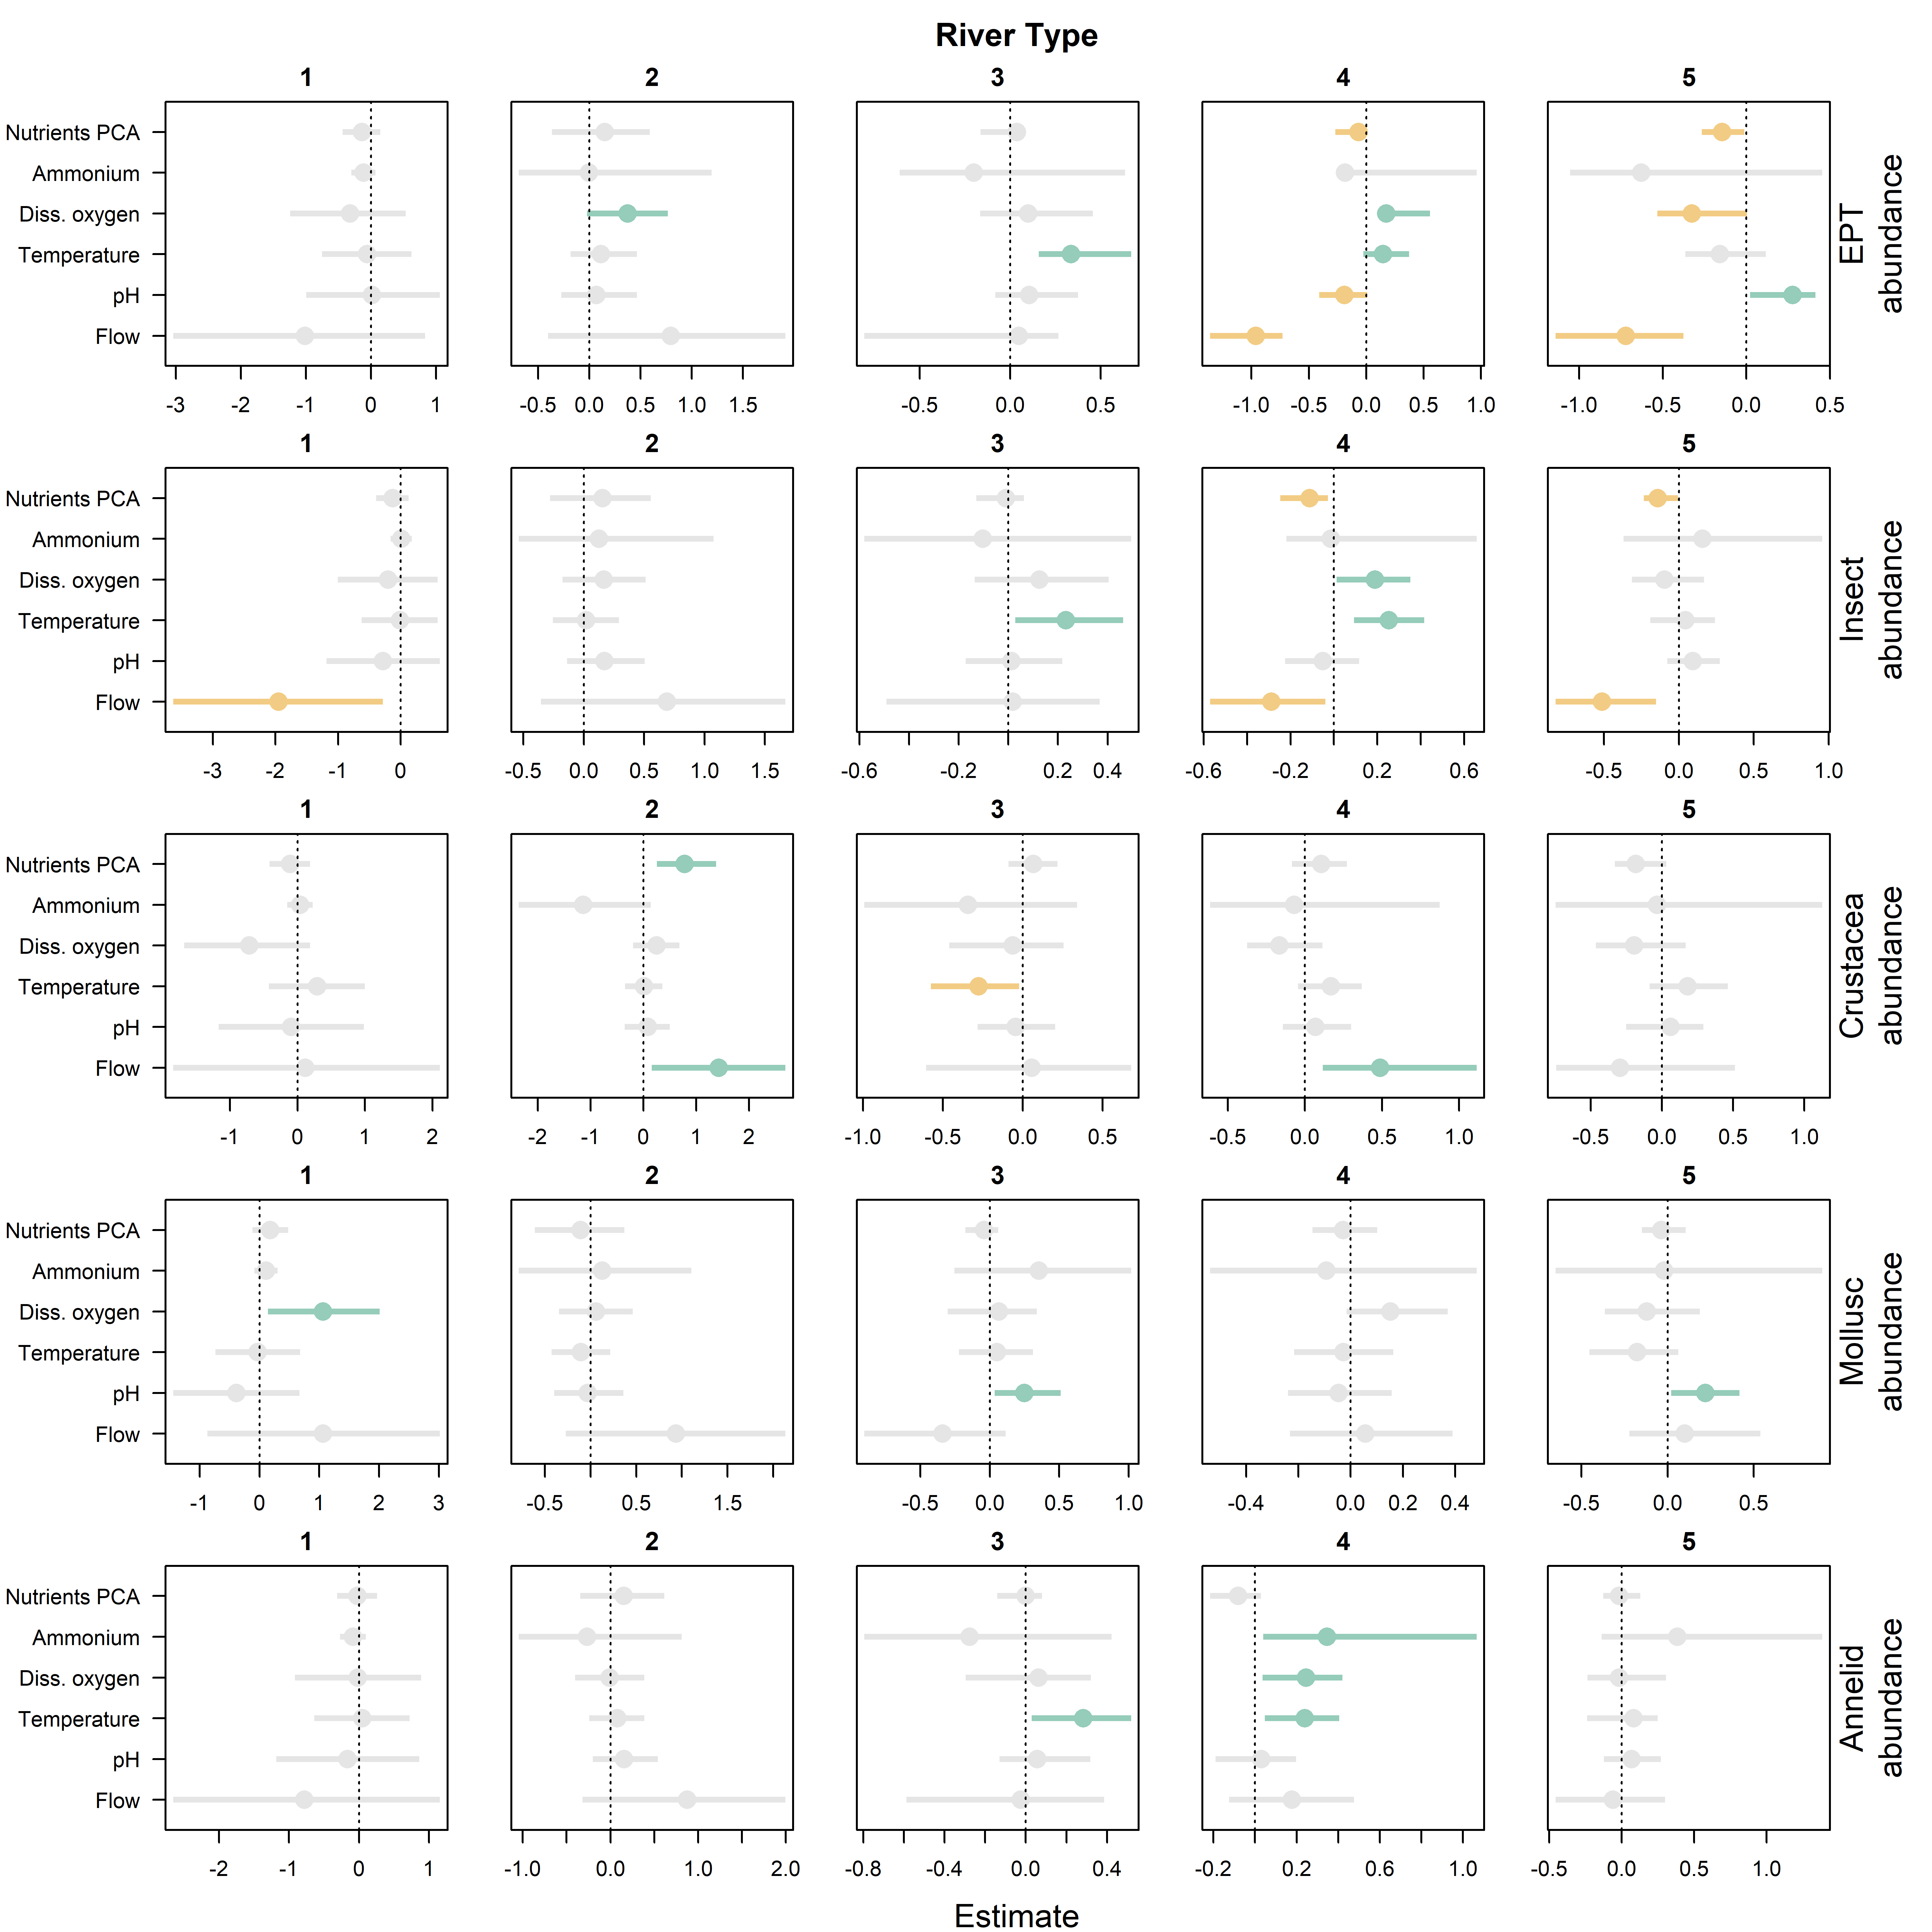 River Type
1 2 3 4 5
Nutrients PCA
Ammonium
Diss. oxygen
Temperature
pH
Flow
EPT
abundance
-3 -2 -1 0 1 -0.5 0.0 0.5 1.0 1.5 -0.5 0.0 0.5 -1.0 -0.5 0.0 0.5 1.0 -1.0 -0.5 0.0 0.5
1 2 3 4 5
Nutrients PCA
Ammonium
Diss. oxygen
Temperature
pH
Flow
Insect
abundance
-3 -2 -1 0 -0.5 0.0 0.5 1.0 1.5 -0.6 -0.2 0.2 0.4 -0.6 -0.2 0.2 0.6 -0.5 0.0 0.5 1.0
1 2 3 4 5
Nutrients PCA
Ammonium
Diss. oxygen
Temperature
pH
Flow
Crustacea
abundance
-1 0 1 2 -2 -1 0 1 2 -1.0 -0.5 0.0 0.5 -0.5 0.0 0.5 1.0 -0.5 0.0 0.5 1.0
1 2 3 4 5
Nutrients PCA
Ammonium
Diss. oxygen
Temperature
pH
Flow
Mollusc
abundance
-1 0 1 2 3 -0.5 0.5 1.5 -0.5 0.0 0.5 1.0 -0.4 0.0 0.2 0.4 -0.5 0.0 0.5
1 2 3 4 5
Nutrients PCA
Ammonium
Diss. oxygen
Temperature
pH
Flow
Annelid
abundance
-2 -1 0 1 -1.0 0.0 1.0 2.0 -0.8 -0.4 0.0 0.4 -0.2 0.2 0.6 1.0 -0.5 0.0 0.5 1.0
Estimate